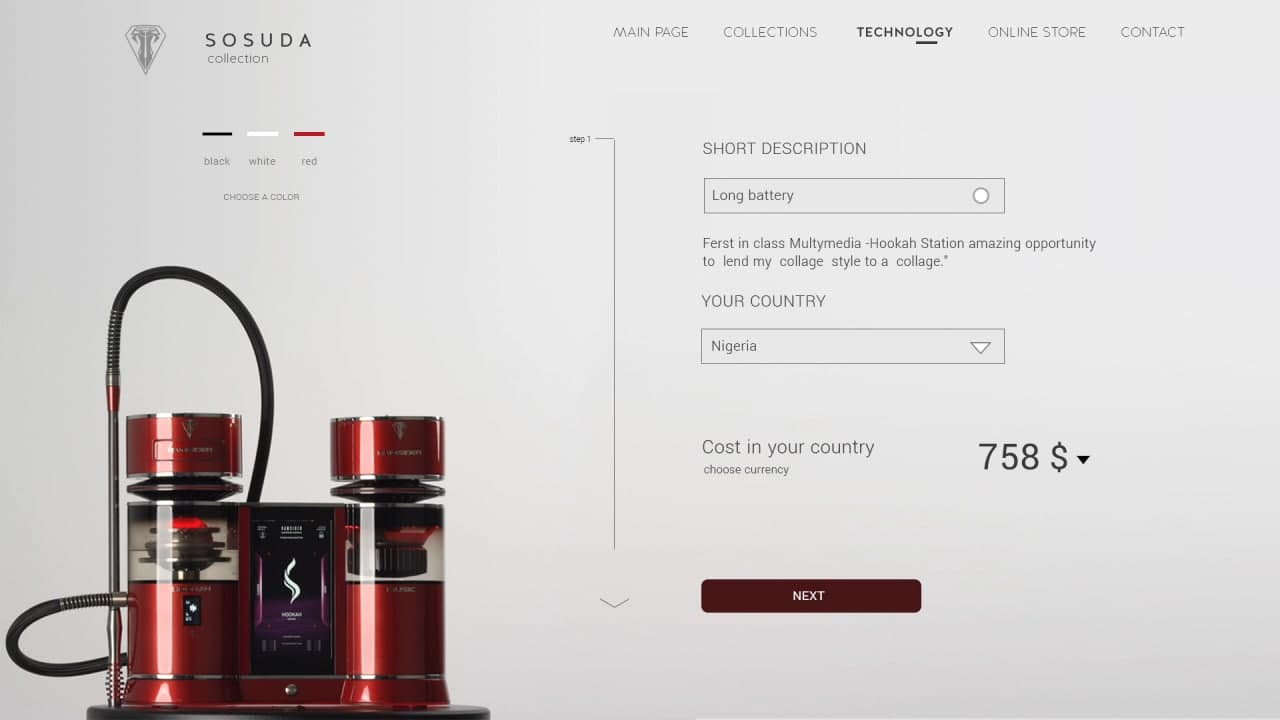 SOSUDA
collection
MAIN PAGE
COLLECTIONS
TECHNOLOGY
ONLINE STORE
CONTACT
black
white
red
CHOOSE A COLOR
step 1
SHORT DESCRIPTION
Long battery
Ferst in class Multymedia -Hookah Station amazing opportunity
to lend my collage style to a collage."
YOUR COUNTRY
Nigeria
Cost in your country
choose currency
758 $
NEXT
HOOKAH